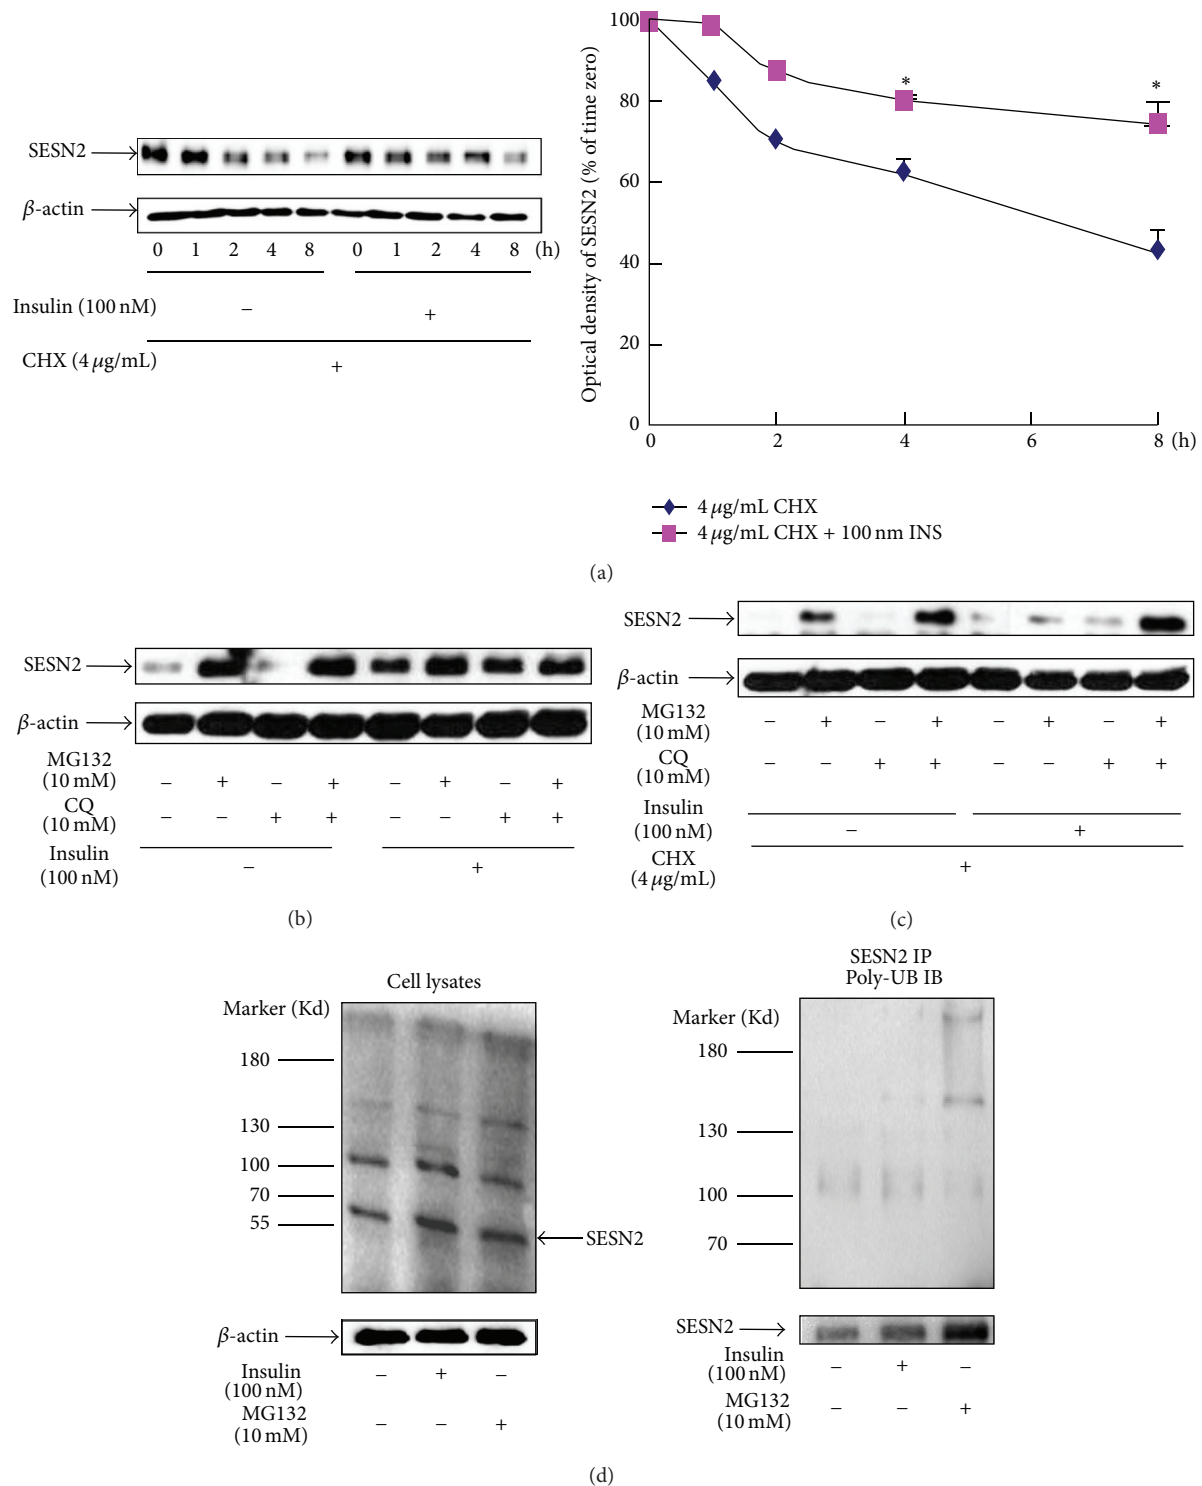 SESN2
β-actin
0 1 2 4 8 0 1 2 4 8 (h)
Insulin (100 nM)
− +
CHX (4 μg/mL)
+
Optical density of SESN2 (% of time zero)
100
80
60
40
20
0
* *
0 2 4 6 8 (h)
4 μg/mL CHX
4 μg/mL CHX + 100 nm INS
(a)
SESN2
β-actin
MG132
(10 mM) − + − + − + − +
CQ
(10 mM) − − + + − − + +
Insulin
(100 nM) − +
(b)
SESN2
β-actin
MG132
(10 mM) − + − + − + − +
CQ
(10 mM) − − + + − − + +
Insulin
(100 nM) − +
CHX
(4 μg/mL) +
(c)
Cell lysates
Marker (Kd)
180
130
100
70
55
SESN2
β-actin
Insulin
(100 nM) − + −
MG132
(10 mM) − − +
SESN2 IP
Poly-UB IB
Marker (Kd)
180
130
100
70
SESN2
Insulin
(100 nM) − + −
MG132
(10 mM) − − +
(d)